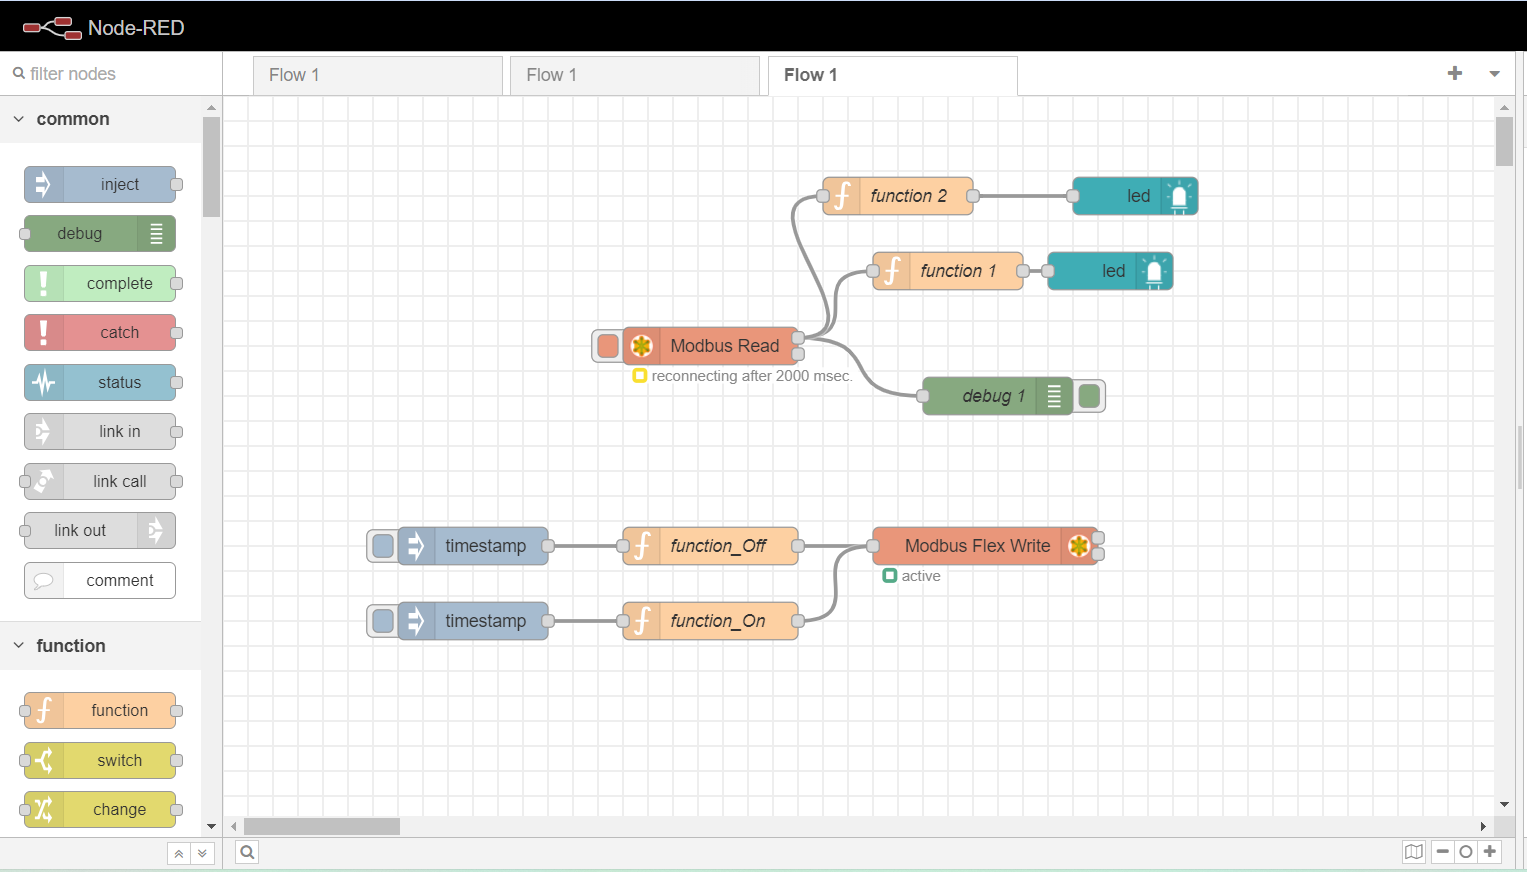 Node-RED
filter nodes
Flow 1
Flow 1
Flow 1
common
inject
debug
complete
catch
status
link in
link call
link out
comment
function
function
switch
change
function 2
led
function 1
led
Modbus Read
reconnecting after 2000 msec.
debug 1
timestamp
function_Off
Modbus Flex Write
active
timestamp
function_On